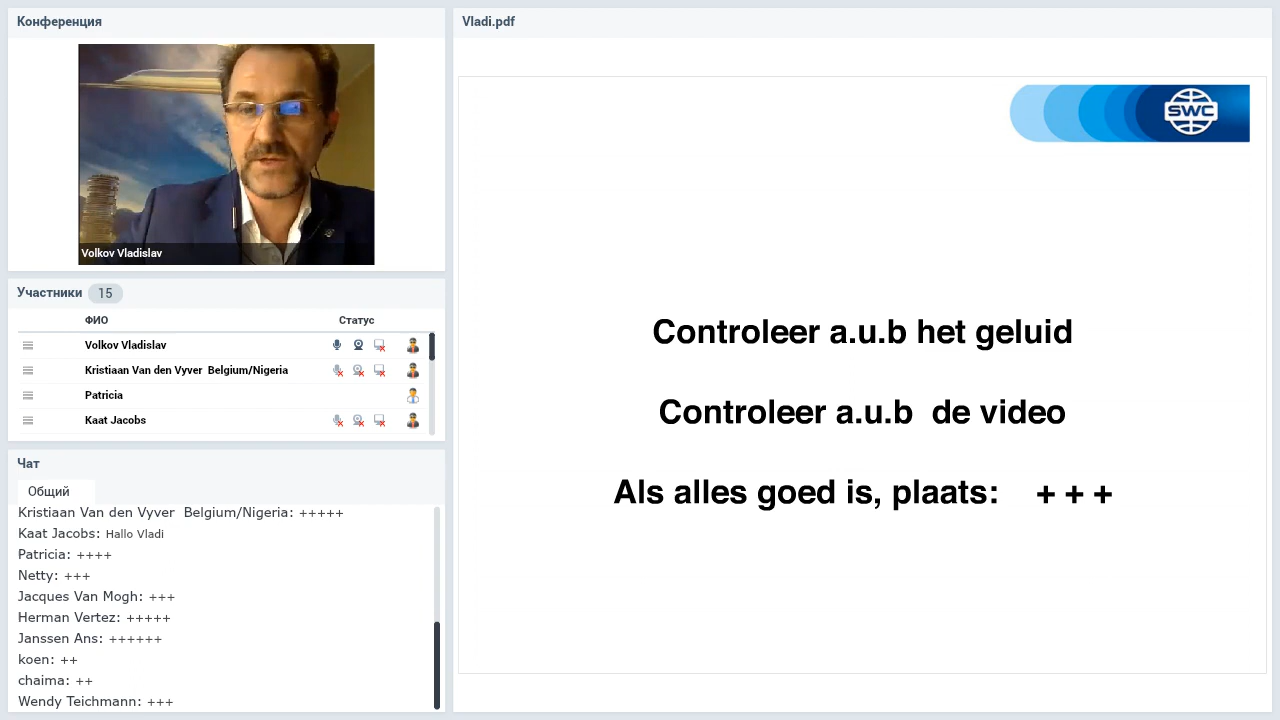 Конференция
Volkov Vladislav
Участники 15
ФИО Статус
Volkov Vladislav
Kristiaan Van den Vyver Belgium/Nigeria
Patricia
Kaat Jacobs
Чат
Общий
Kristiaan Van den Vyver Belgium/Nigeria: +++++
Kaat Jacobs: Hallo Vladi
Patricia: ++++
Netty: +++
Jacques Van Mogh: +++
Herman Vertez: +++++
Janssen Ans: ++++++
koen: ++
chaima: ++
Wendy Teichmann: +++
Vladi.pdf
SWC
Controleer a.u.b het geluid
Controleer a.u.b de video
Als alles goed is, plaats: + + +